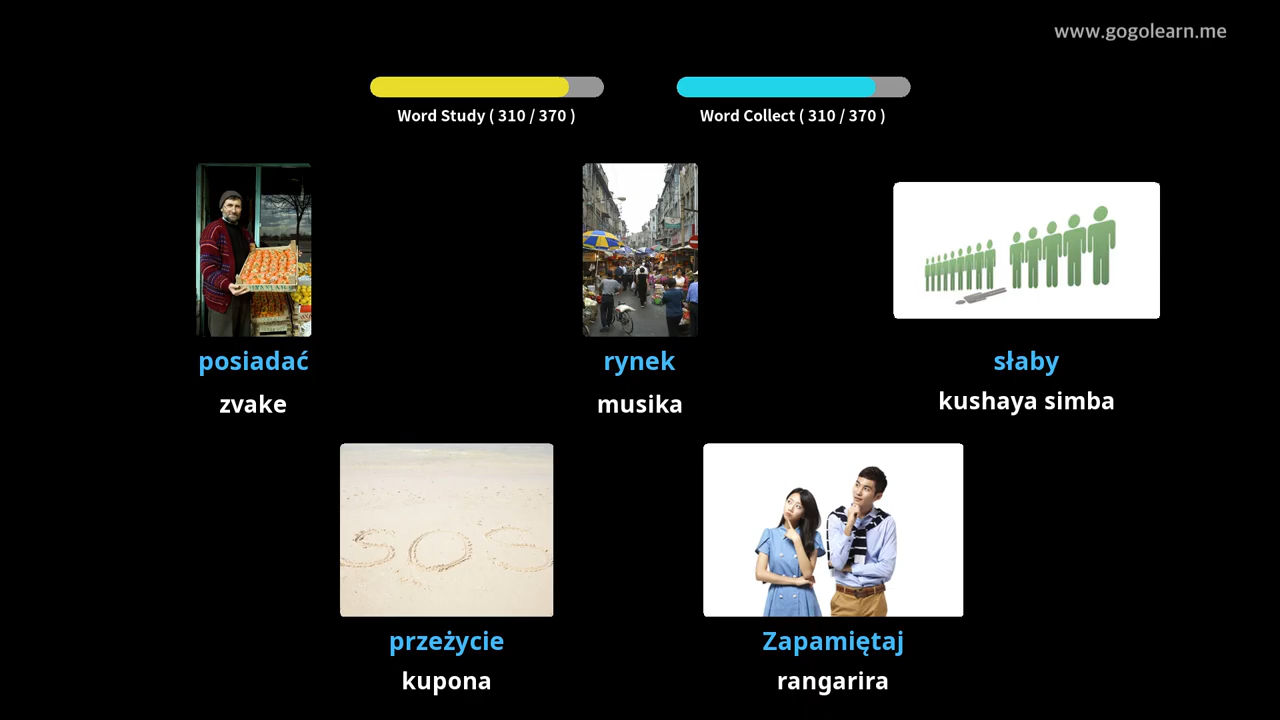 www.gogolearn.me
Word Study ( 310 / 370 )
Word Collect ( 310 / 370 )
posiadać
zvake
rynek
musika
słaby
kushaya simba
SOS
przeżycie
kupona
Zapamiętaj
rangarira